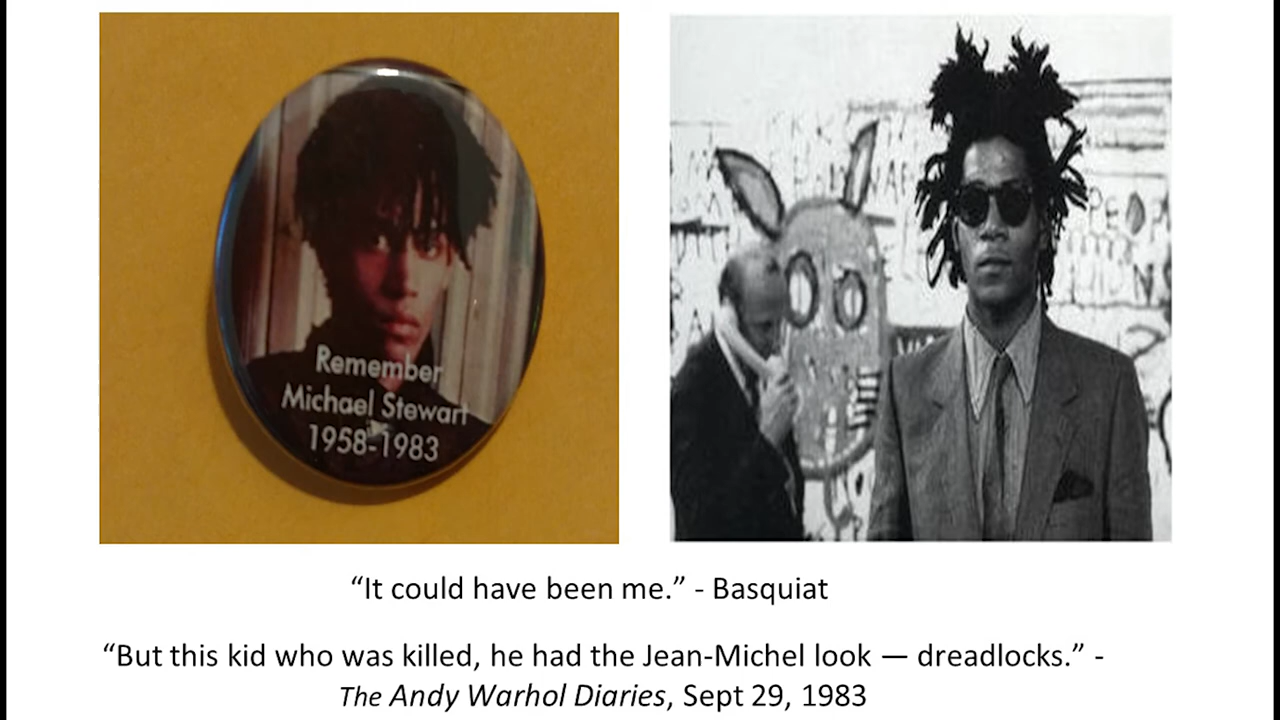 Remember
Michael Stewart
1958-1983
“It could have been me.” - Basquiat
“But this kid who was killed, he had the Jean-Michel look — dreadlocks.” -
The Andy Warhol Diaries, Sept 29, 1983